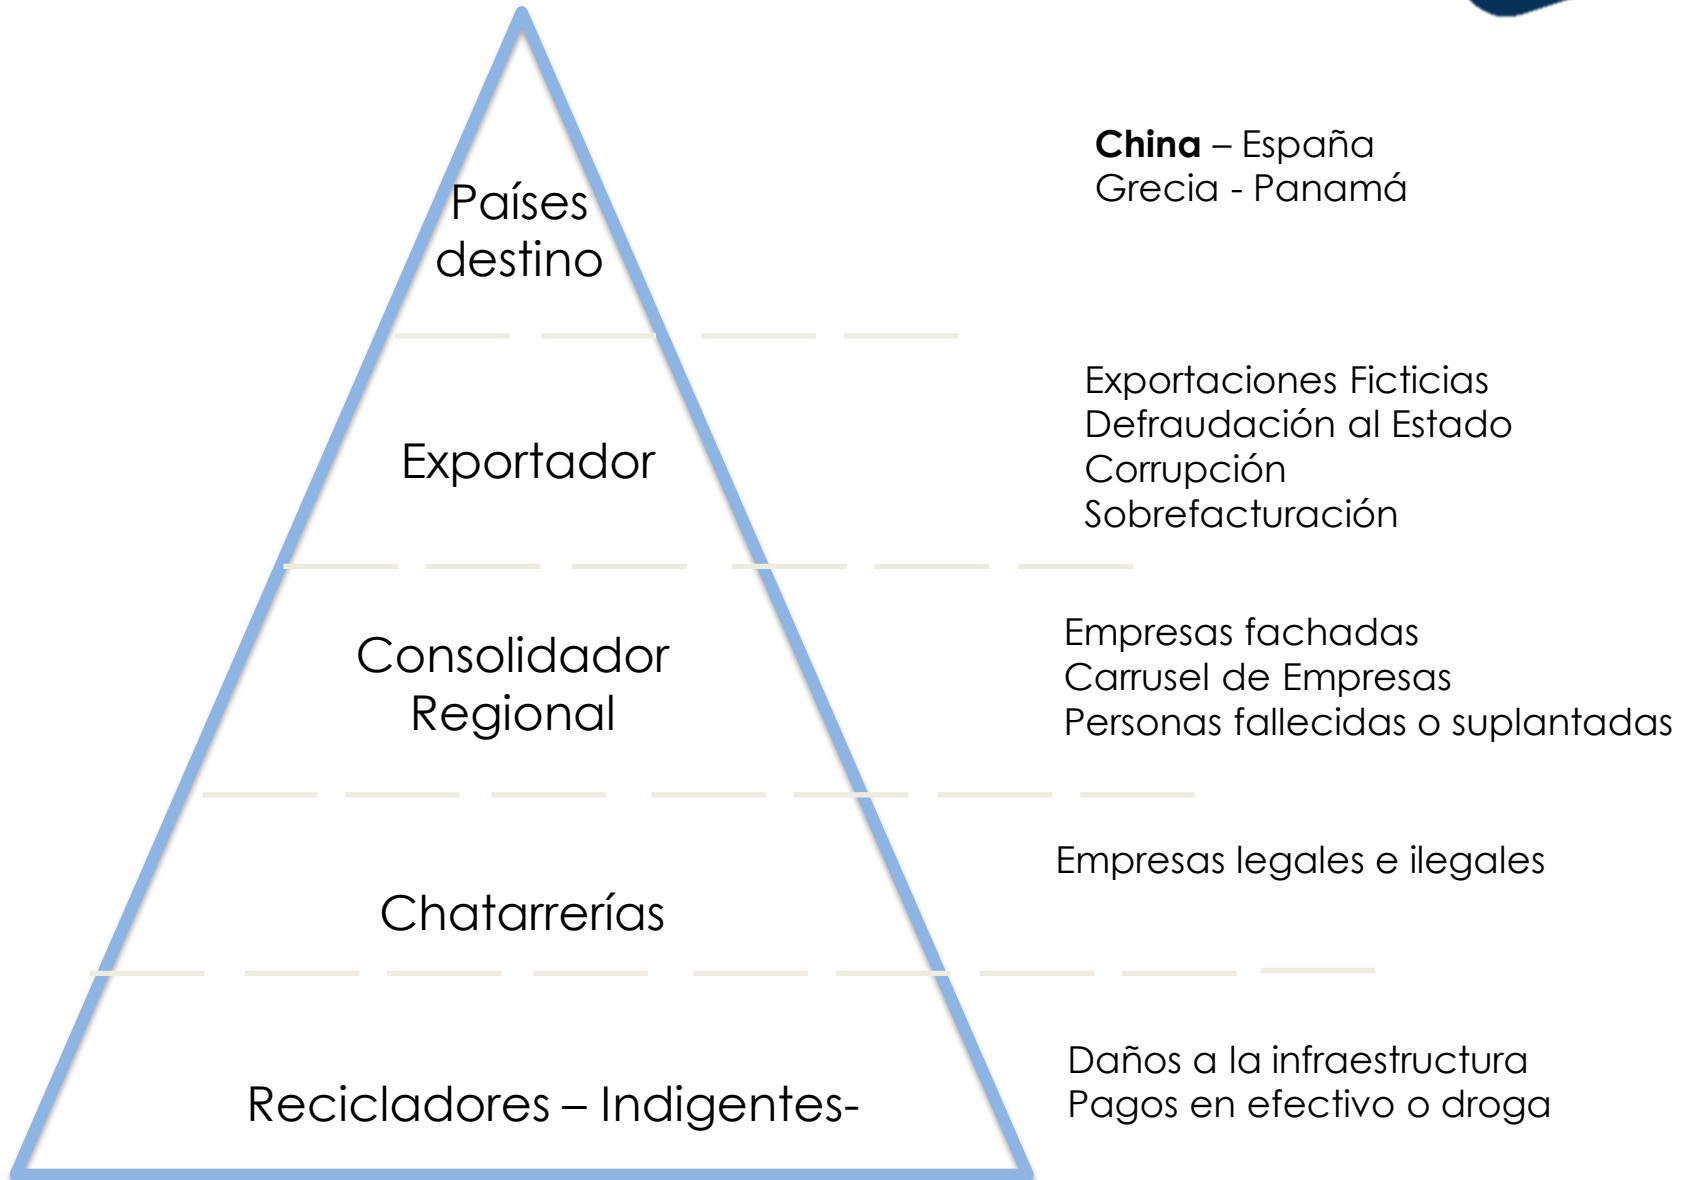 China – España
Grecia - Panamá
Países
destino
Exportaciones Ficticias
Defraudación al Estado
Corrupción
Sobrefacturación
Exportador
Empresas fachadas
Carrusel de Empresas
Personas fallecidas o suplantadas
Consolidador
Regional
Empresas legales e ilegales
Chatarrerías
Daños a la infraestructura
Pagos en efectivo o droga
Recicladores – Indigentes-